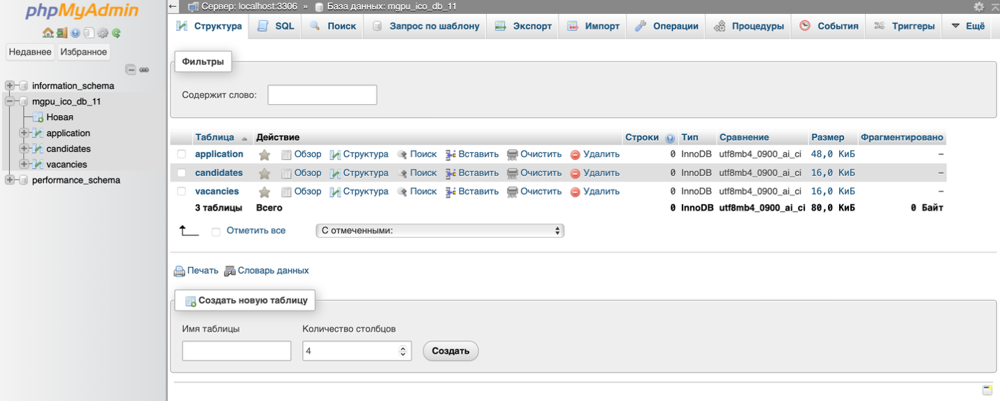 phpMyAdmin
Недавнее Избранное
information_schema
mgpu_ico_db_11
Новая
application
candidates
vacancies
performance_schema
← Сервер: localhost:3306 » База данных: mgpu_ico_db_11
Структура SQL Поиск Запрос по шаблону Экспорт Импорт Операции Процедуры События Триггеры Ещё
Фильтры
Содержит слово:
Таблица Действие Строки Тип Сравнение Размер Фрагментировано
application Обзор Структура Поиск Вставить Очистить Удалить 0 InnoDB utf8mb4_0900_ai_ci 48,0 КиБ –
candidates Обзор Структура Поиск Вставить Очистить Удалить 0 InnoDB utf8mb4_0900_ai_ci 16,0 КиБ –
vacancies Обзор Структура Поиск Вставить Очистить Удалить 0 InnoDB utf8mb4_0900_ai_ci 16,0 КиБ –
3 таблицы Всего 0 InnoDB utf8mb4_0900_ai_ci 80,0 КиБ 0 Байт
Отметить все С отмеченными:
Печать Словарь данных
Создать новую таблицу
Имя таблицы Количество столбцов
4 Создать